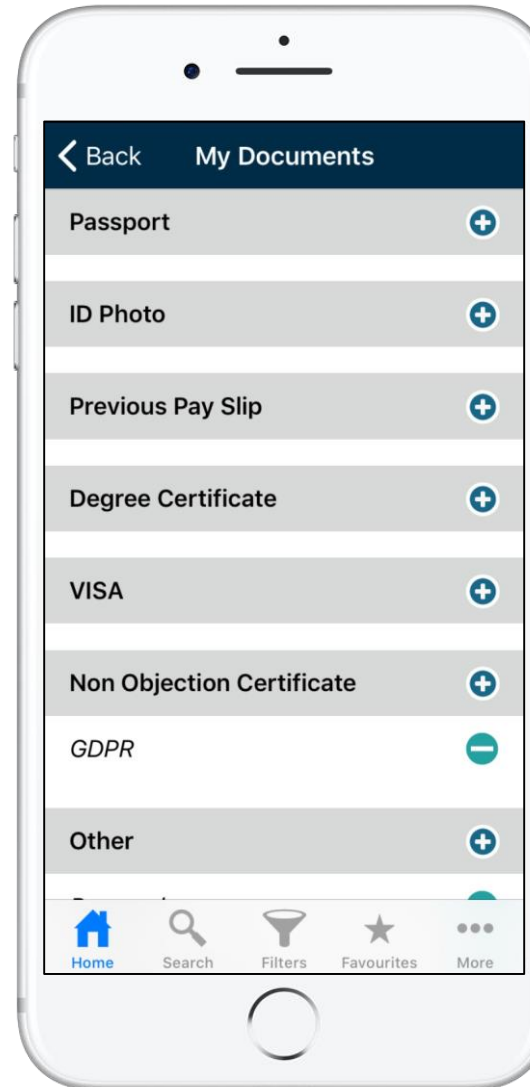 Back My Documents
Passport
ID Photo
Previous Pay Slip
Degree Certificate
VISA
Non Objection Certificate
GDPR
Other
Home Search Filters Favourites More